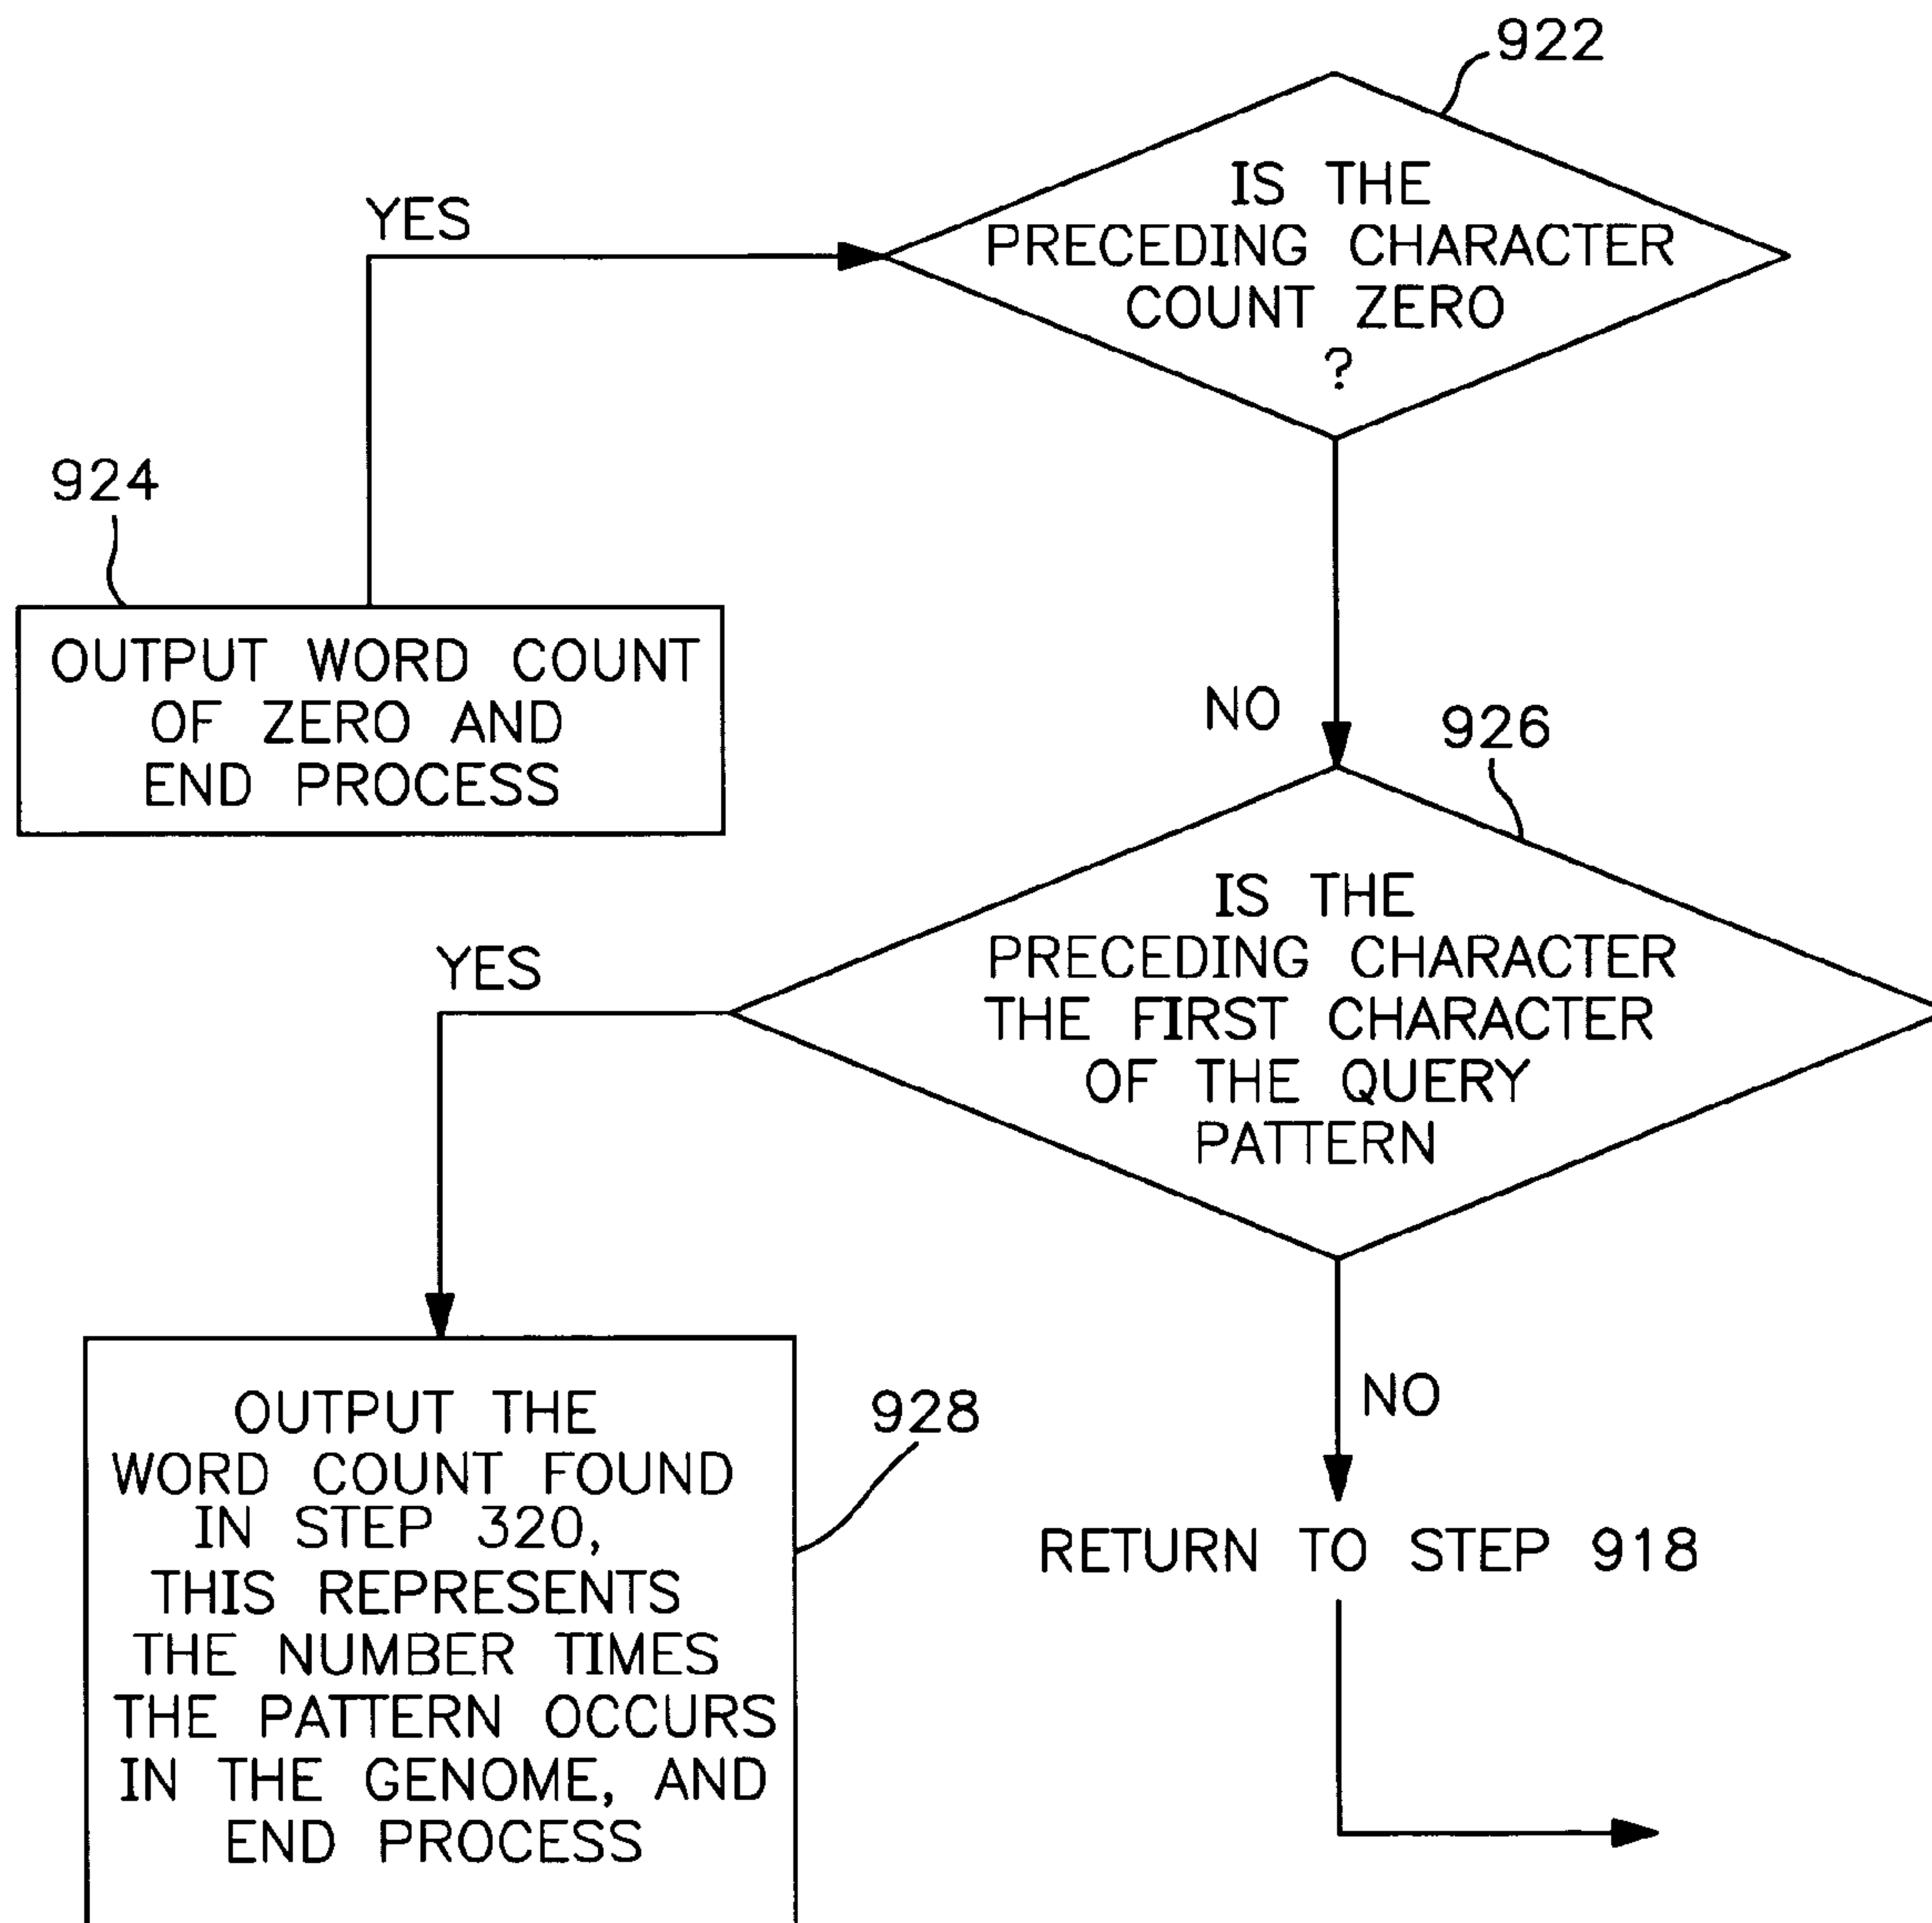 922
IS THE
PRECEDING CHARACTER
COUNT ZERO
?
YES
924
OUTPUT WORD COUNT
OF ZERO AND
END PROCESS
NO
926
IS THE
PRECEDING CHARACTER
THE FIRST CHARACTER
OF THE QUERY
PATTERN
YES
928
OUTPUT THE
WORD COUNT FOUND
IN STEP 320,
THIS REPRESENTS
THE NUMBER TIMES
THE PATTERN OCCURS
IN THE GENOME, AND
END PROCESS
NO
RETURN TO STEP 918